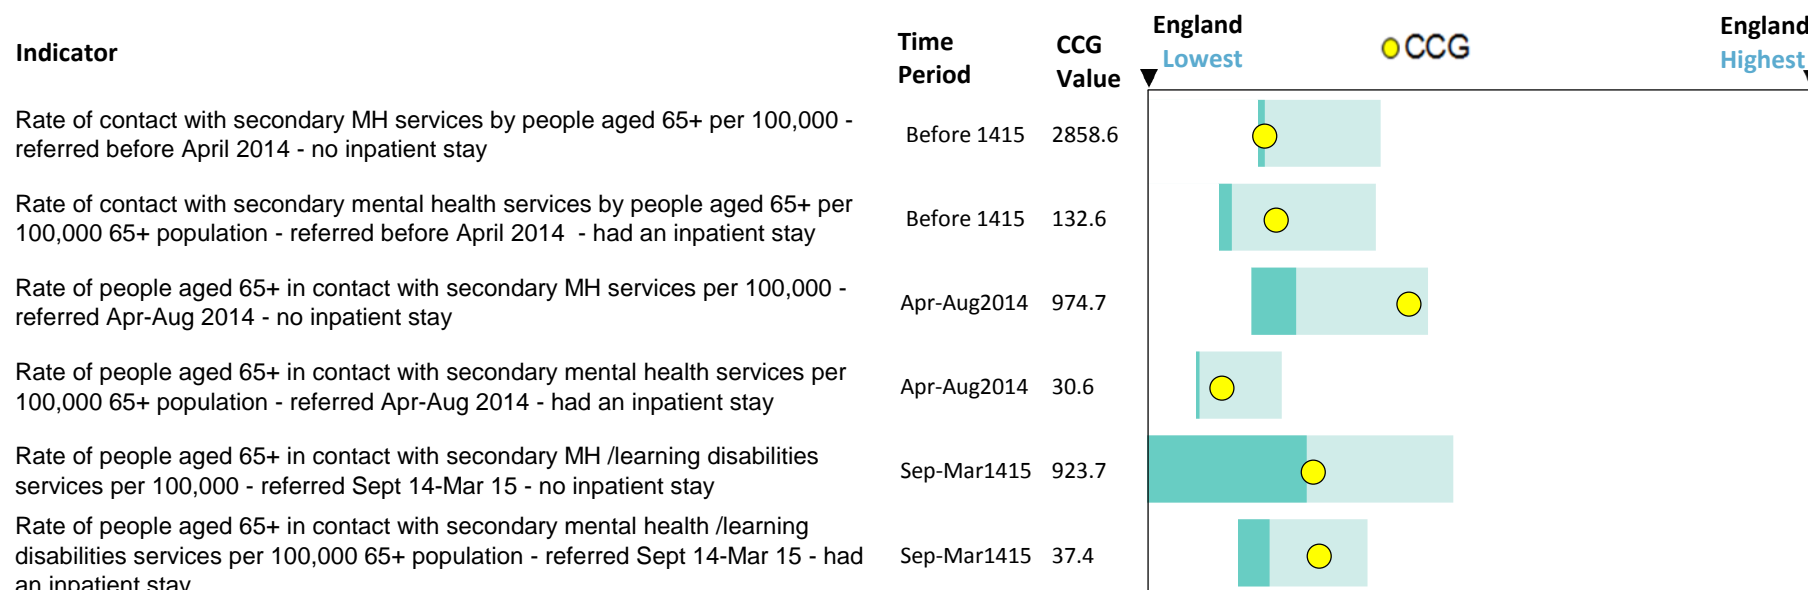 Indicator
Time
Period
CCG
Value
England
Lowest
CCG
England
Highest
Rate of contact with secondary MH services by people aged 65+ per 100,000 -
referred before April 2014 - no inpatient stay
Before 1415
2858.6
Rate of contact with secondary mental health services by people aged 65+ per
100,000 65+ population - referred before April 2014 - had an inpatient stay
Before 1415
132.6
Rate of people aged 65+ in contact with secondary MH services per 100,000 -
referred Apr-Aug 2014 - no inpatient stay
Apr-Aug2014
974.7
Rate of people aged 65+ in contact with secondary mental health services per
100,000 65+ population - referred Apr-Aug 2014 - had an inpatient stay
Apr-Aug2014
30.6
Rate of people aged 65+ in contact with secondary MH /learning disabilities
services per 100,000 - referred Sept 14-Mar 15 - no inpatient stay
Sep-Mar1415
923.7
Rate of people aged 65+ in contact with secondary mental health /learning
disabilities services per 100,000 65+ population - referred Sept 14-Mar 15 - had
an inpatient stay
Sep-Mar1415
37.4